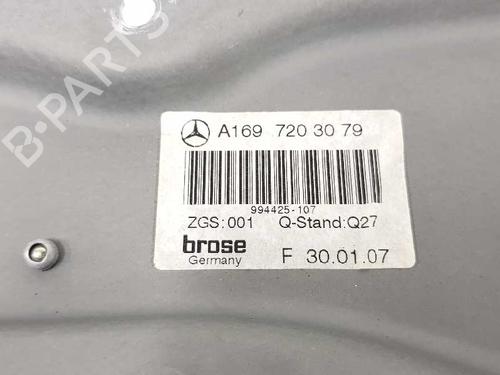 B-PARTS
A169 720 30 79
994425-107
ZGS:001 Q-Stand:Q27
brose
Germany
F 30.01.07